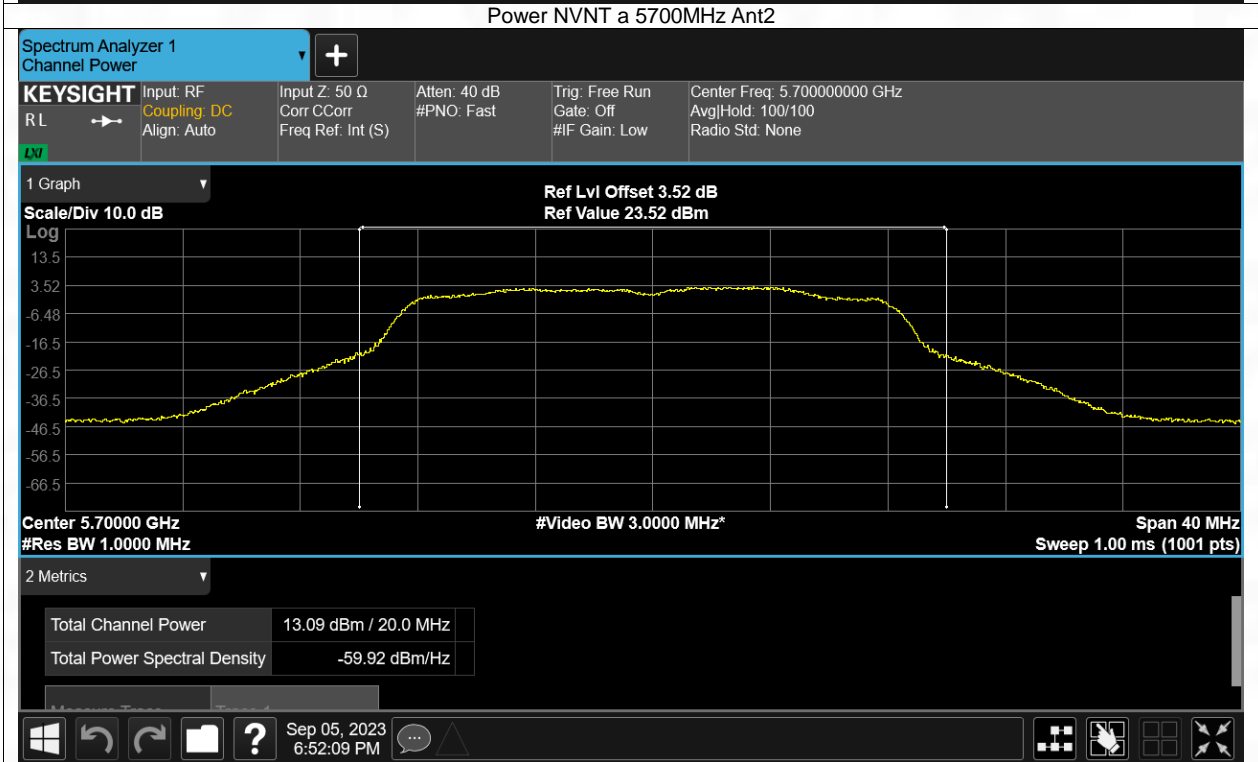 Power NVNT a 5700MHz Ant2
Spectrum Analyzer 1
Channel Power
KEYSIGHT
RL
LXI
Input: RF
Coupling: DC
Align: Auto
Input Z: 50 Ω
Corr CCorr
Freq Ref: Int (S)
Atten: 40 dB
#PNO: Fast
Trig: Free Run
Gate: Off
#IF Gain: Low
Center Freq: 5.700000000 GHz
Avg|Hold: 100/100
Radio Std: None
1 Graph
Scale/Div 10.0 dB
Ref Lvl Offset 3.52 dB
Ref Value 23.52 dBm
Log
13.5
3.52
-6.48
-16.5
-26.5
-36.5
-46.5
-56.5
-66.5
Center 5.70000 GHz
#Video BW 3.0000 MHz*
Span 40 MHz
#Res BW 1.0000 MHz
Sweep 1.00 ms (1001 pts)
2 Metrics
Total Channel Power 13.09 dBm / 20.0 MHz
Total Power Spectral Density -59.92 dBm/Hz
Measure Trace Trace 1
?
Sep 05, 2023
6:52:09 PM